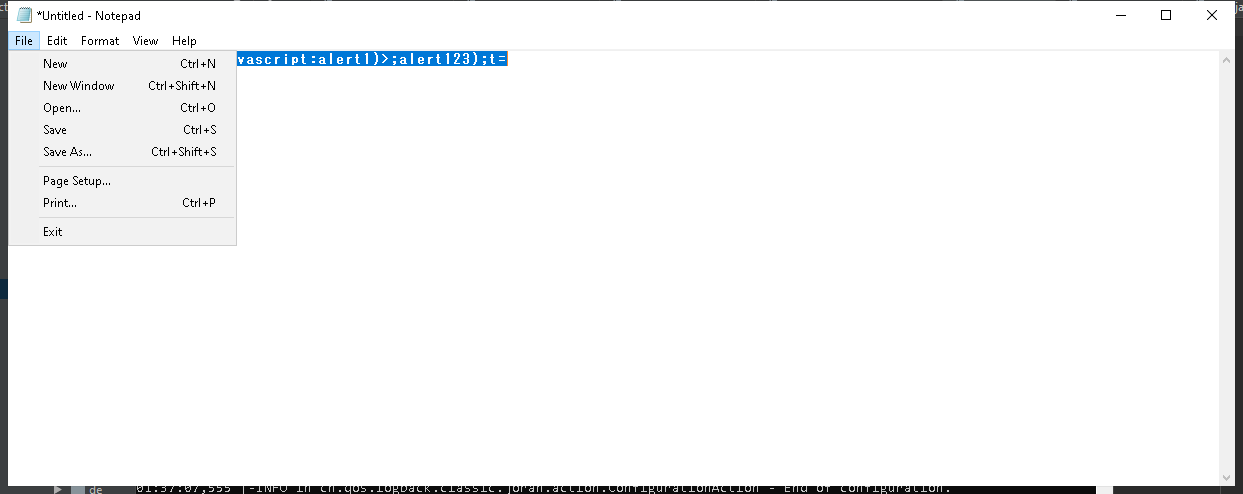 *Untitled - Notepad
File Edit Format View Help
vascript:alert1)>;alert123);t=
New Ctrl+N
New Window Ctrl+Shift+N
Open... Ctrl+O
Save Ctrl+S
Save As... Ctrl+Shift+S
Page Setup...
Print... Ctrl+P
Exit
de 01:37:07,555 |-INFO in ch.qos.logback.classic.joran.action.ConfigurationAction - End of configuration.